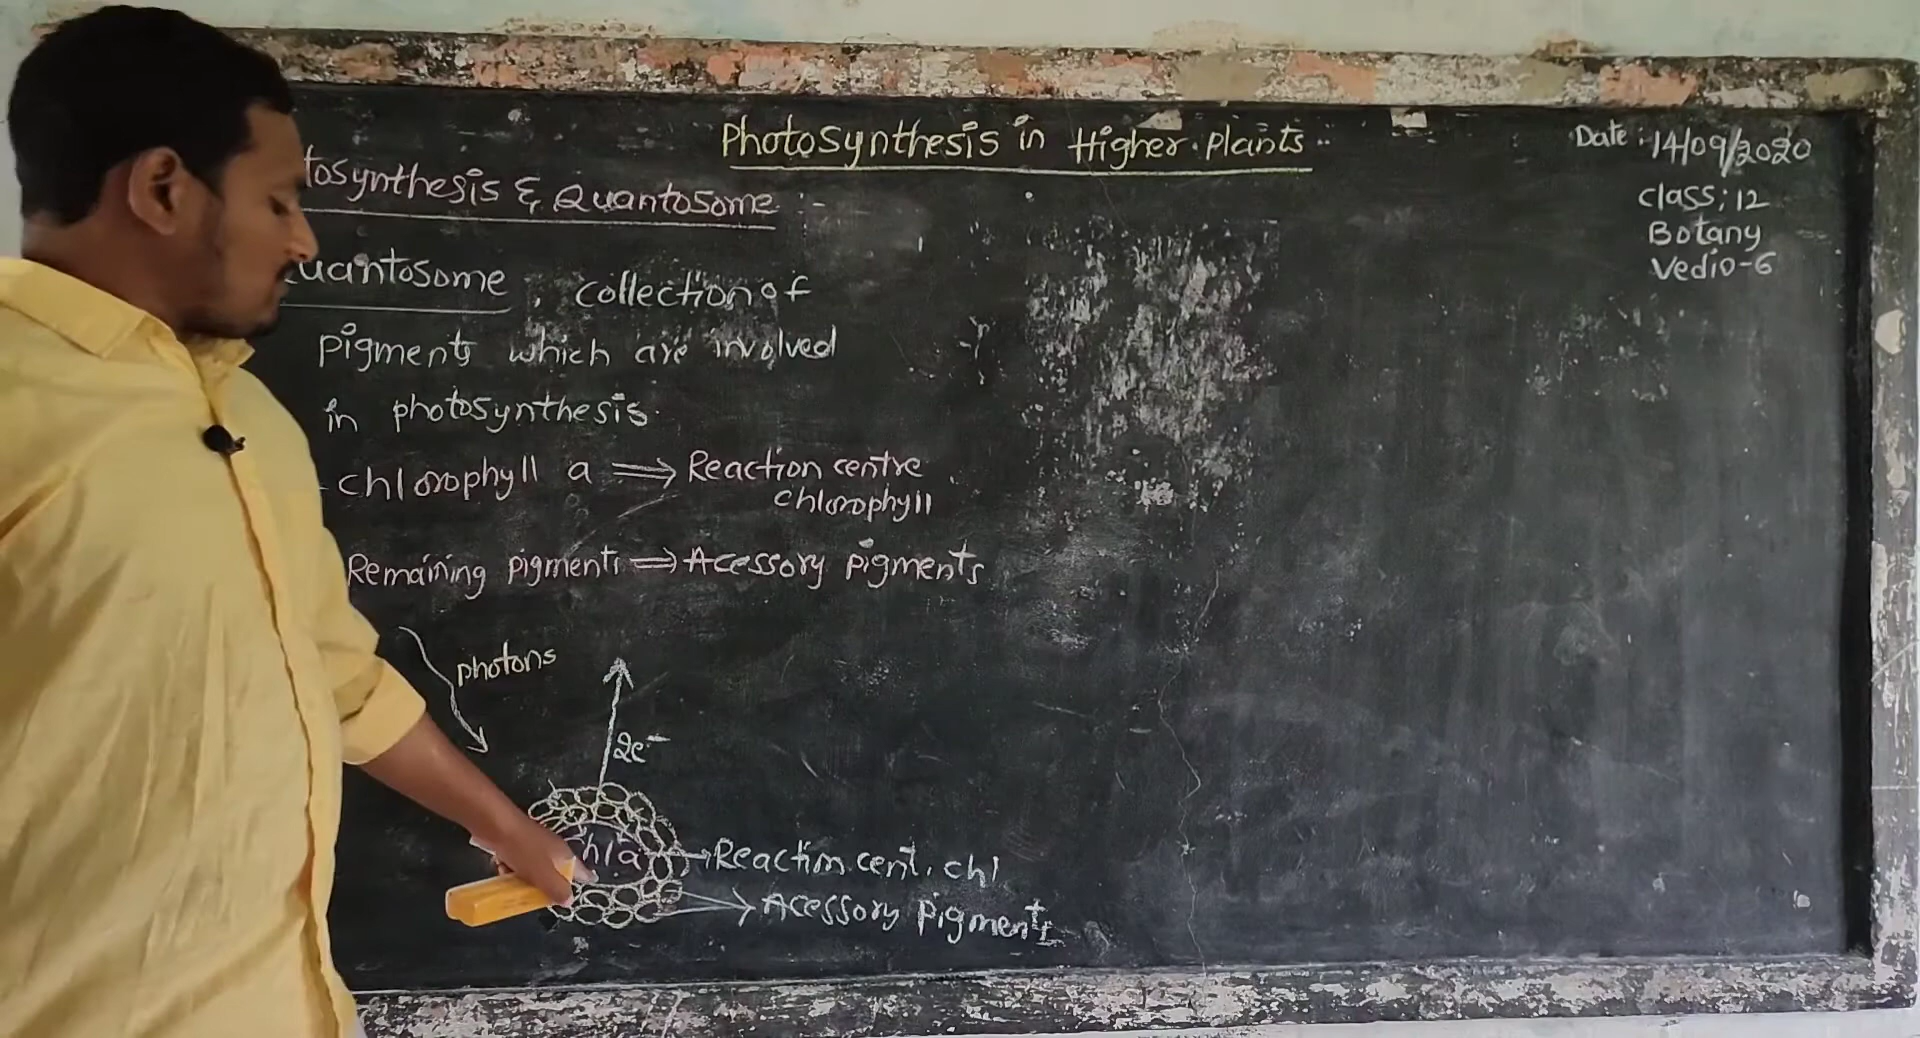 Photosynthesis in Higher Plants..
Date: 14/09/2020
class: 12
Botany
Vedio-6
tosynthesis & Quantosome :-
uantosome, collection of
pigments which are involved
in photosynthesis.
chlorophyll a ⟹ Reaction centre
chlorophyll
Remaining pigments ⟹ Acessory pigments
photons
2e⁻
hla
Reaction cent. chl
Acessory pigments